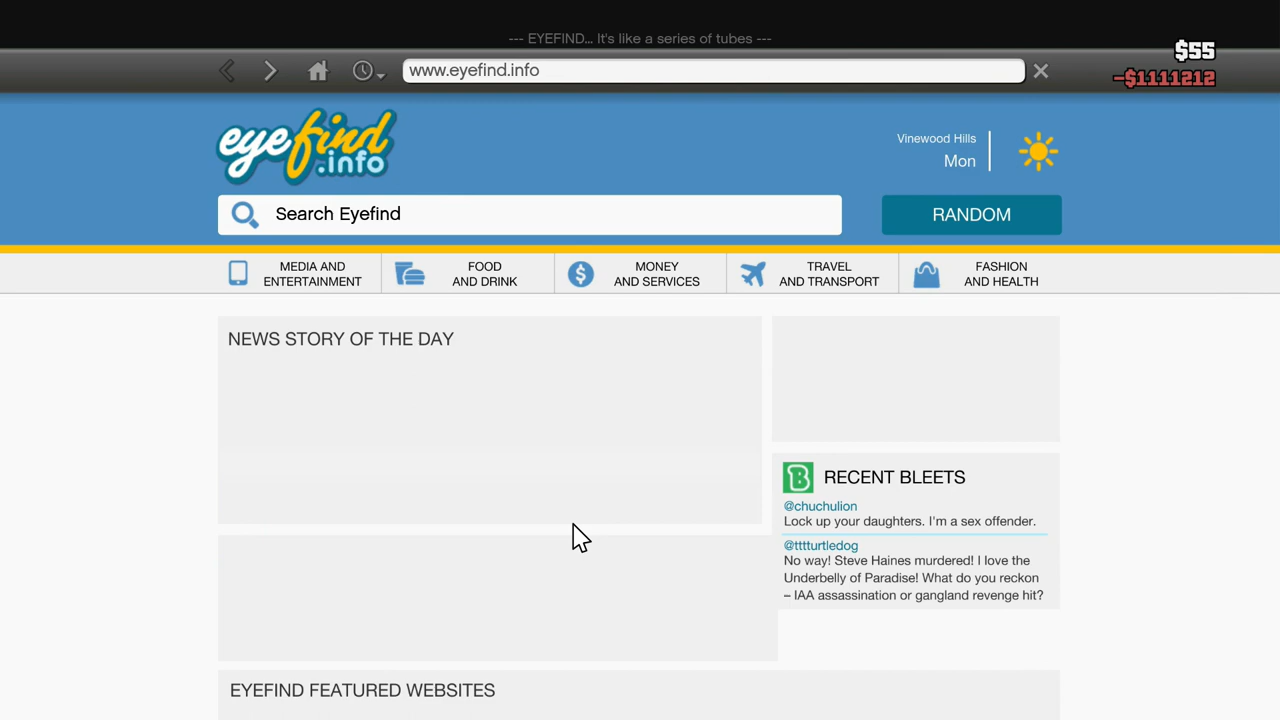 --- EYEFIND... It's like a series of tubes ---
$55
www.eyefind.info
-$1111212
eyefind
.info
Vinewood Hills
Mon
Search Eyefind
RANDOM
MEDIA AND
ENTERTAINMENT
FOOD
AND DRINK
MONEY
AND SERVICES
TRAVEL
AND TRANSPORT
FASHION
AND HEALTH
NEWS STORY OF THE DAY
RECENT BLEETS
@chuchulion
Lock up your daughters. I'm a sex offender.
@tttturtledog
No way! Steve Haines murdered! I love the
Underbelly of Paradise! What do you reckon
– IAA assassination or gangland revenge hit?
EYEFIND FEATURED WEBSITES